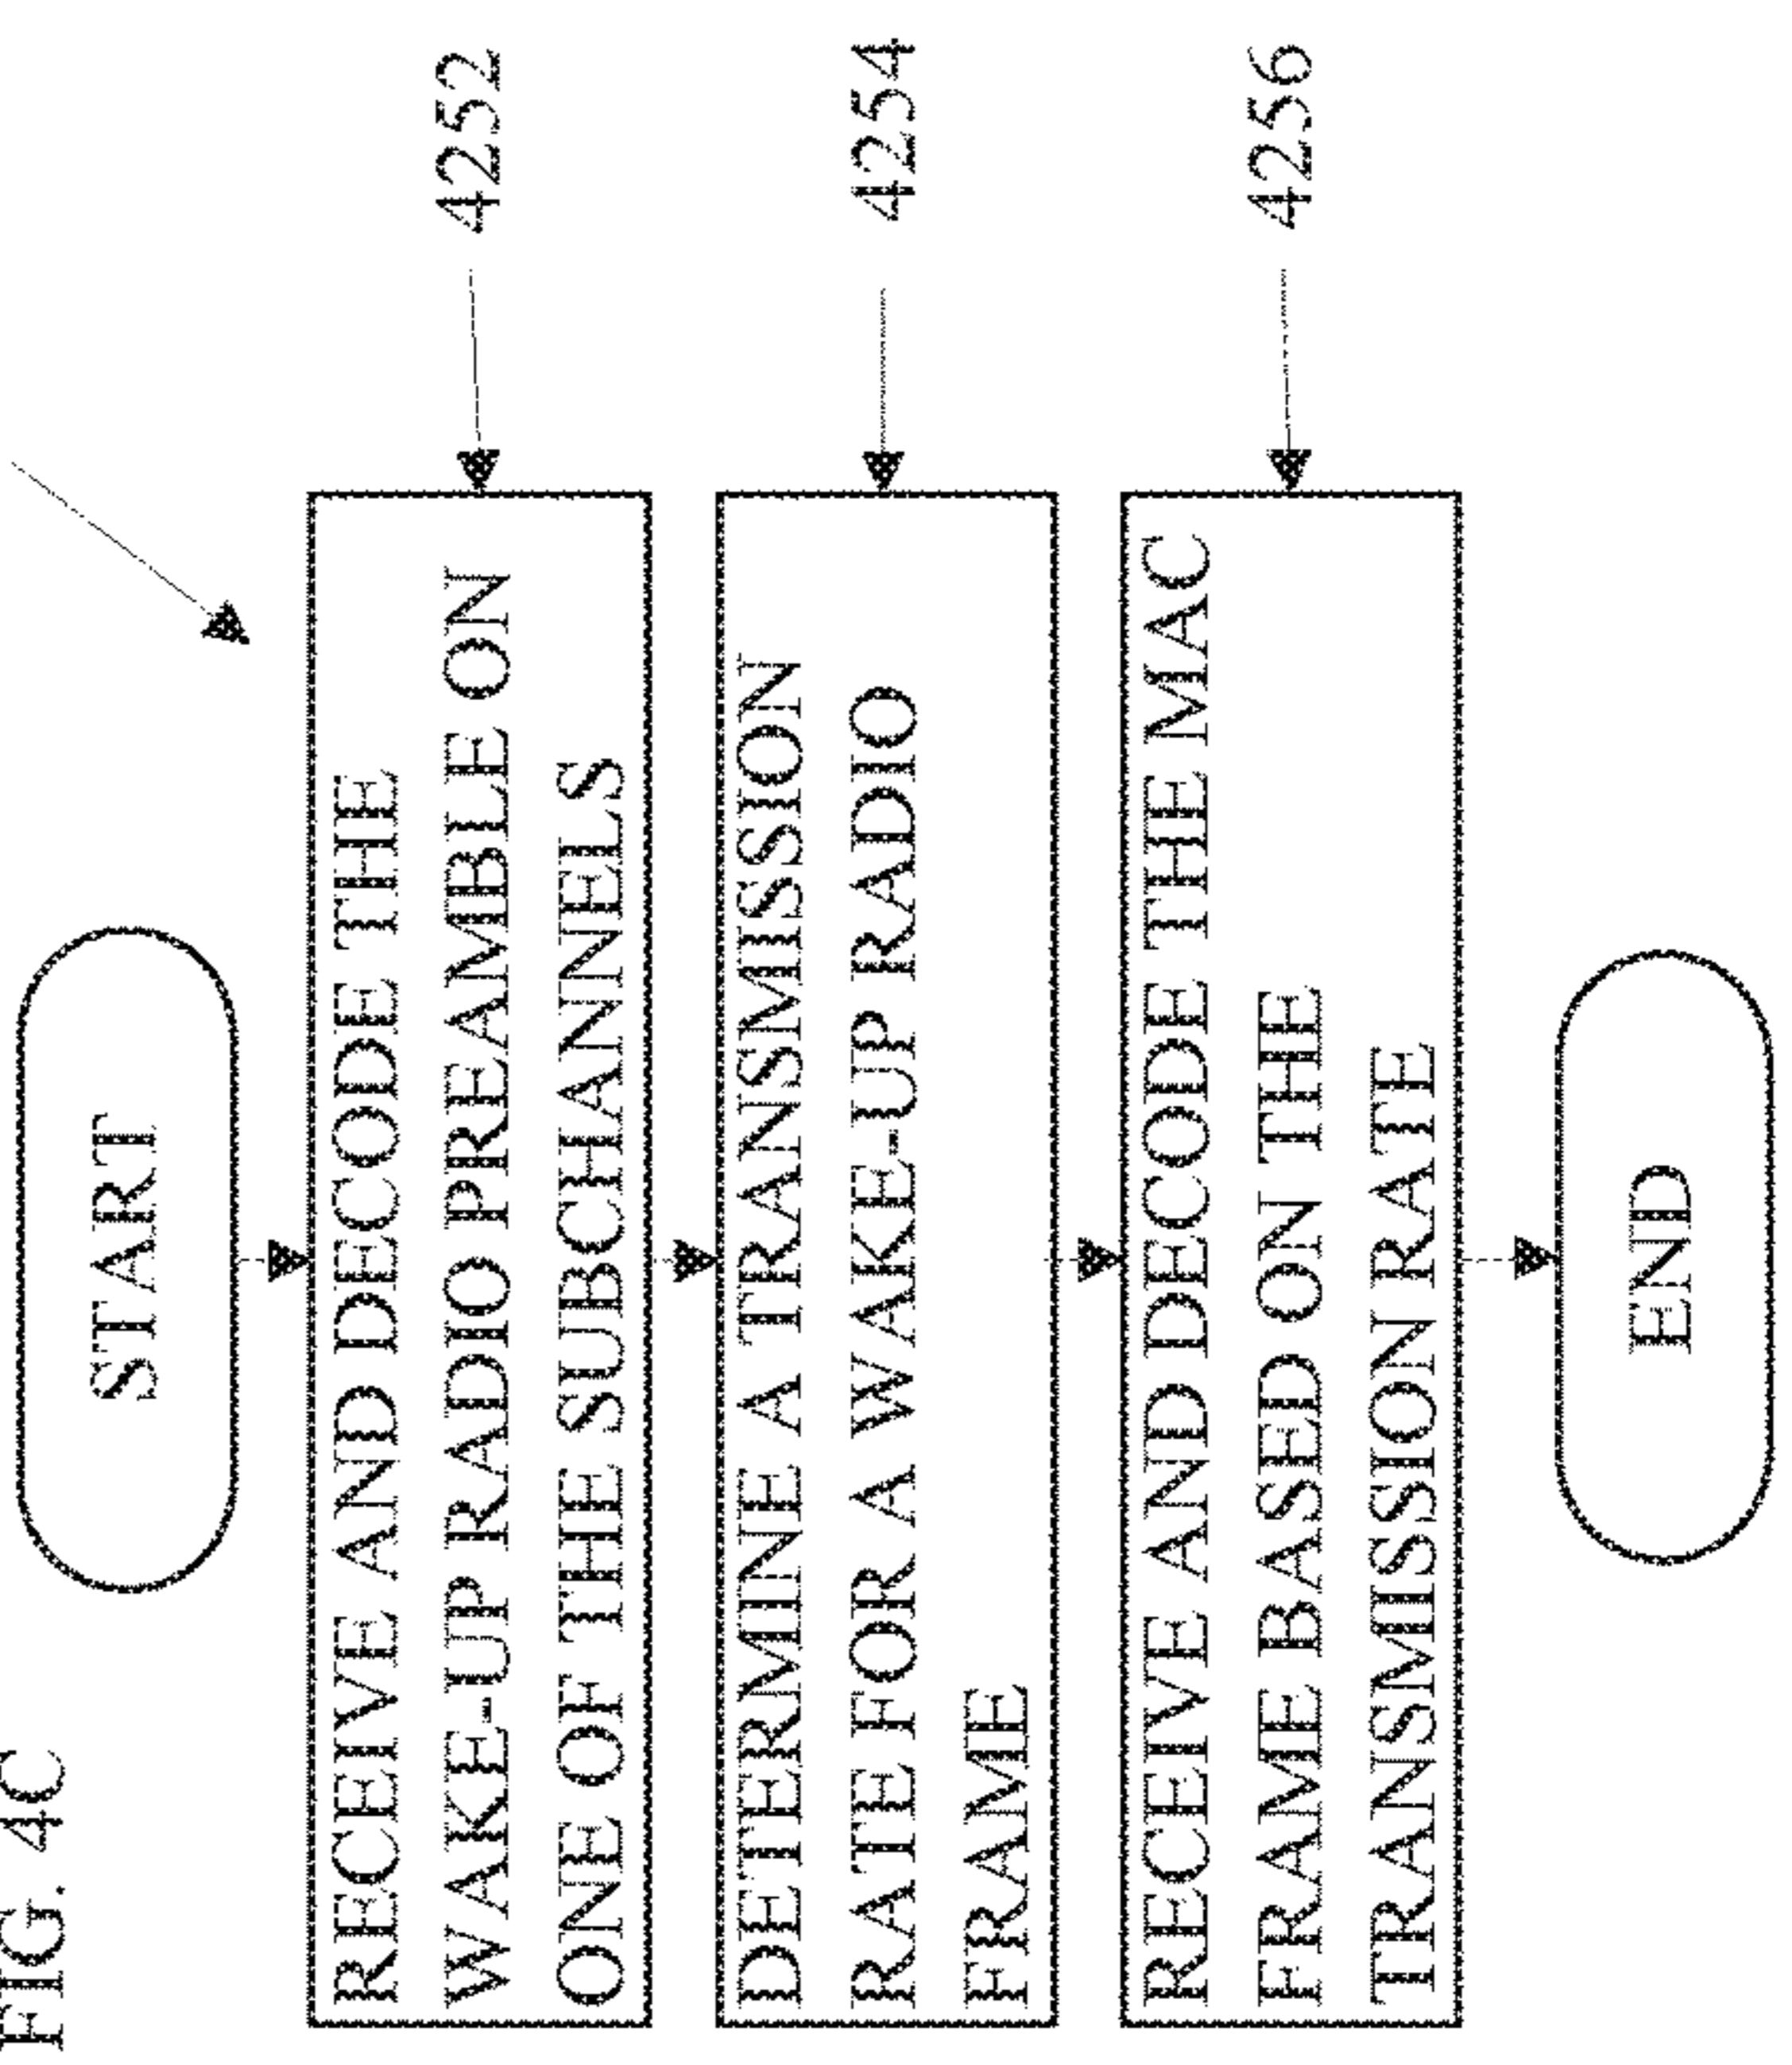 FIG. 4C
START
RECEIVE AND DECODE THE
WAKE-UP RADIO PREAMBLE ON
ONE OF THE SUBCHANNELS
4252
DETERMINE A TRANSMISSION
RATE FOR A WAKE-UP RADIO
FRAME
4254
RECEIVE AND DECODE THE MAC
FRAME BASED ON THE
TRANSMISSION RATE
4256
END